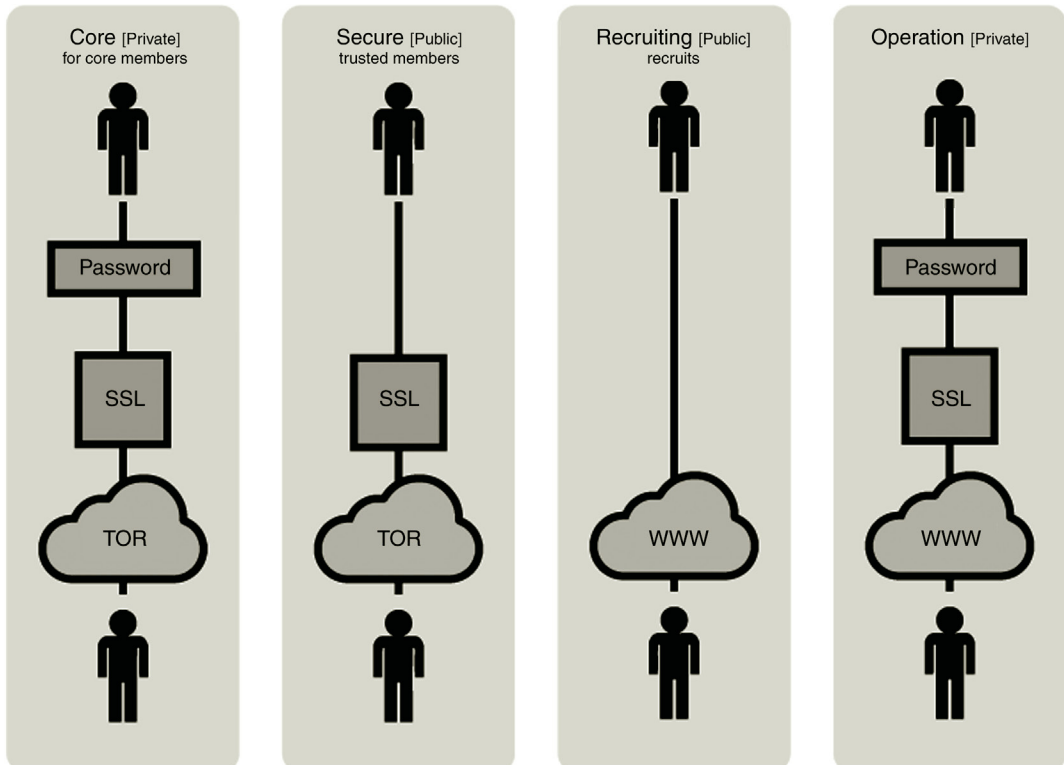 Core [Private]
for core members
Password
SSL
TOR
Secure [Public]
trusted members
SSL
TOR
Recruiting [Public]
recruits
WWW
Operation [Private]
Password
SSL
WWW